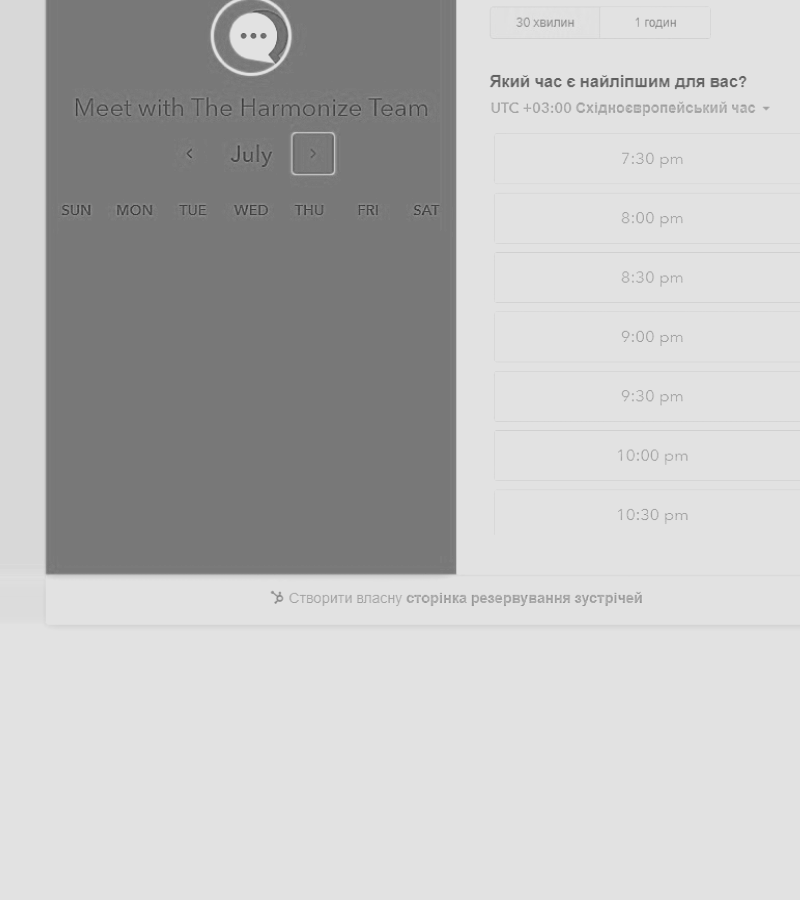 Meet with The Harmonize Team
July
SUN MON TUE WED THU FRI SAT
30 хвилин 1 годин
Який час є найліпшим для вас?
UTC +03:00 Східноєвропейський час
7:30 pm
8:00 pm
8:30 pm
9:00 pm
9:30 pm
10:00 pm
10:30 pm
Створити власну сторінка резервування зустрічей